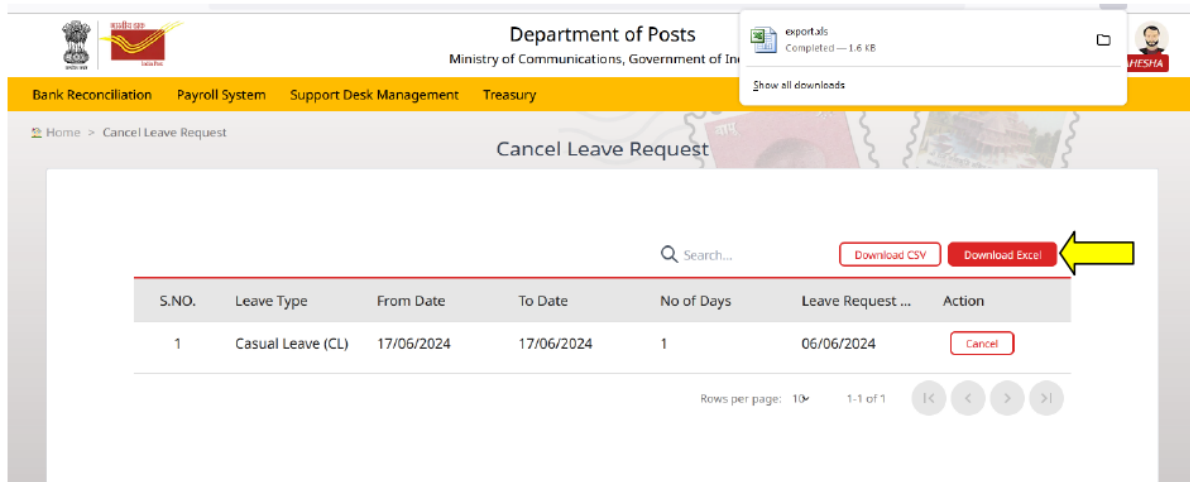 भारतीय डाक
India Post
Department of Posts
Ministry of Communications, Government of In
export.xls
Completed — 1.6 KB
Show all downloads
HESHA
Bank Reconciliation Payroll System Support Desk Management Treasury
Home > Cancel Leave Request
Cancel Leave Request
Search...
Download CSV
Download Excel
S.NO. Leave Type From Date To Date No of Days Leave Request ... Action
1 Casual Leave (CL) 17/06/2024 17/06/2024 1 06/06/2024 Cancel
Rows per page: 10 1-1 of 1